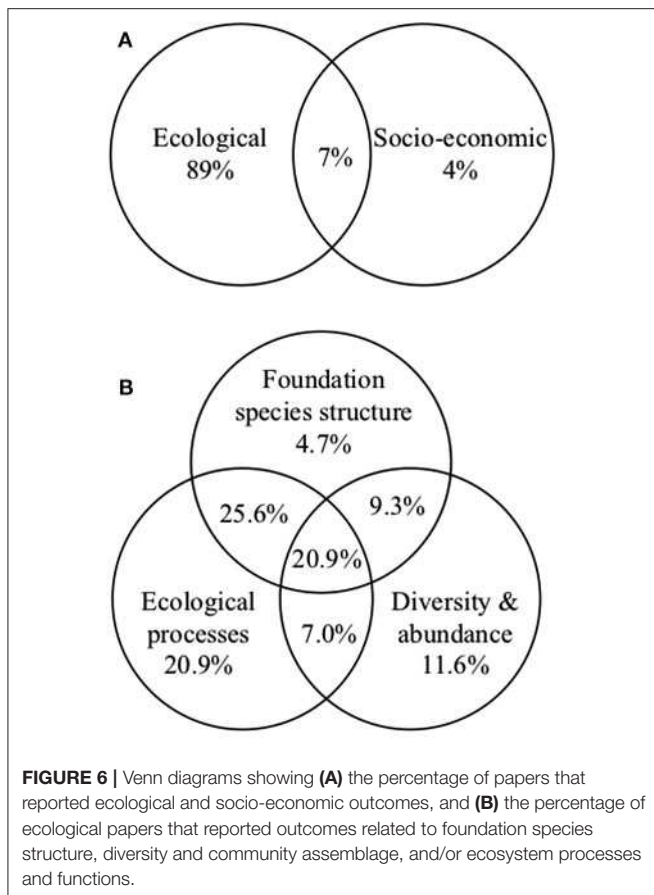 A
Ecological
89%
7%
Socio-economic
4%
B
Foundation
species structure
4.7%
25.6%
9.3%
20.9%
Ecological
processes
20.9%
7.0%
Diversity &
abundance
11.6%
FIGURE 6 | Venn diagrams showing (A) the percentage of papers that
reported ecological and socio-economic outcomes, and (B) the percentage of
ecological papers that reported outcomes related to foundation species
structure, diversity and community assemblage, and/or ecosystem processes
and functions.